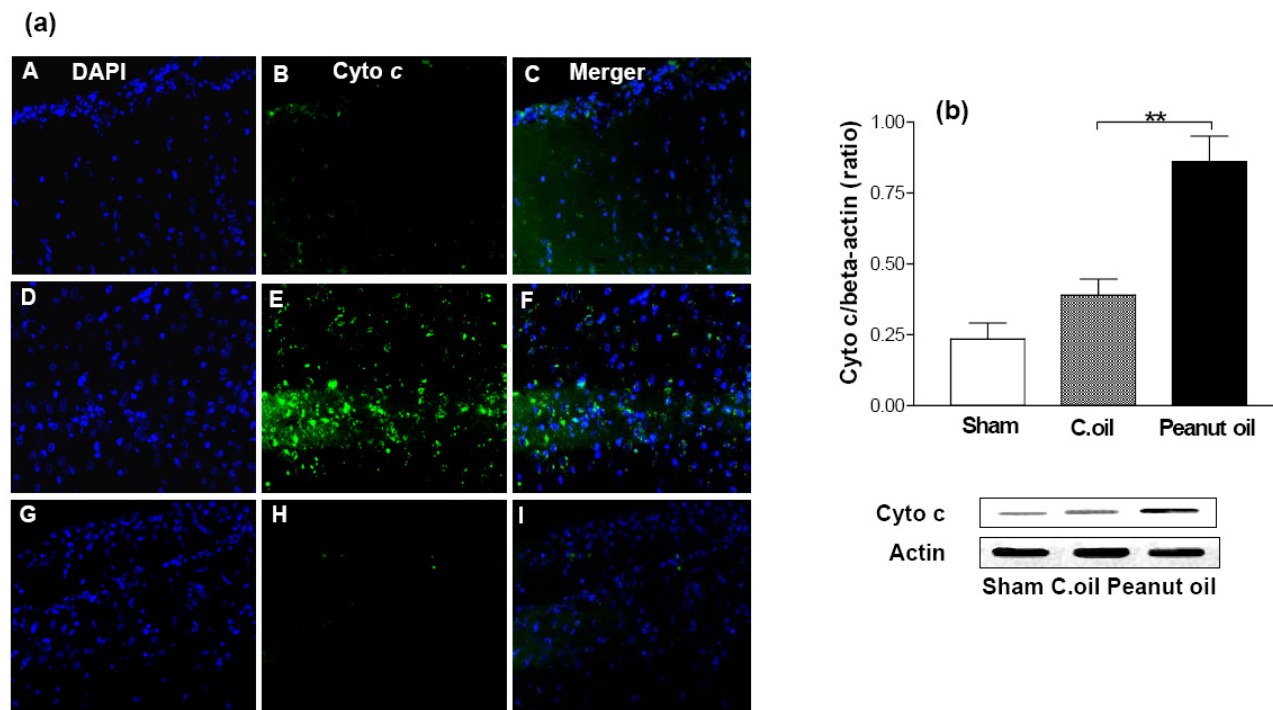 (a)
A DAPI B Cyto c C Merger
D E F
G H I
(b)
**
Cyto c/beta-actin (ratio)
1.00
0.75
0.50
0.25
0.00
Sham C.oil Peanut oil
Cyto c
Actin
Sham C.oil Peanut oil